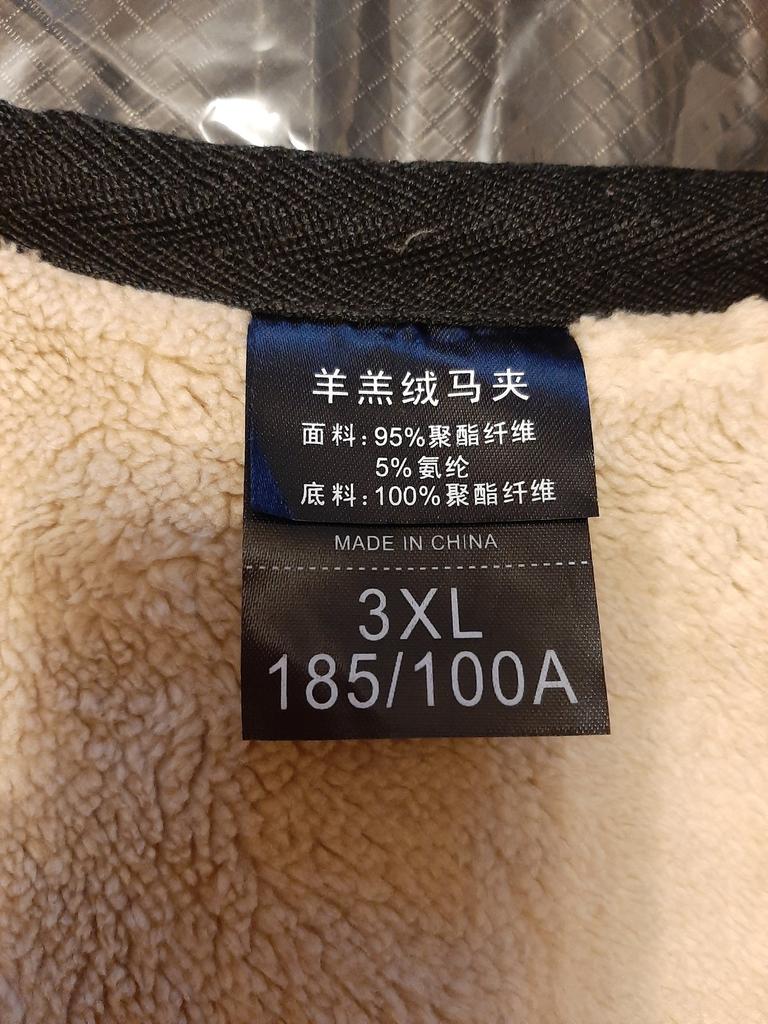 羊羔绒马夹
面料:95%聚酯纤维
5%氨纶
底料:100%聚酯纤维
MADE IN CHINA
3XL
185/100A